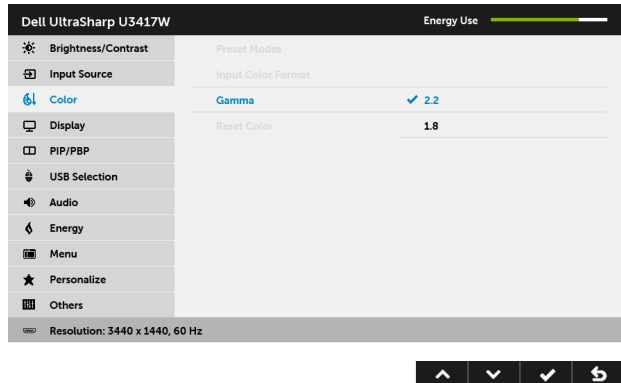 Dell UltraSharp U3417W
Energy Use
Brightness/Contrast
Preset Modes
Input Source
Input Color Format
Color
Gamma
2.2
Display
Reset Color
1.8
PIP/PBP
USB Selection
Audio
Energy
Menu
Personalize
Others
Resolution: 3440 x 1440, 60 Hz